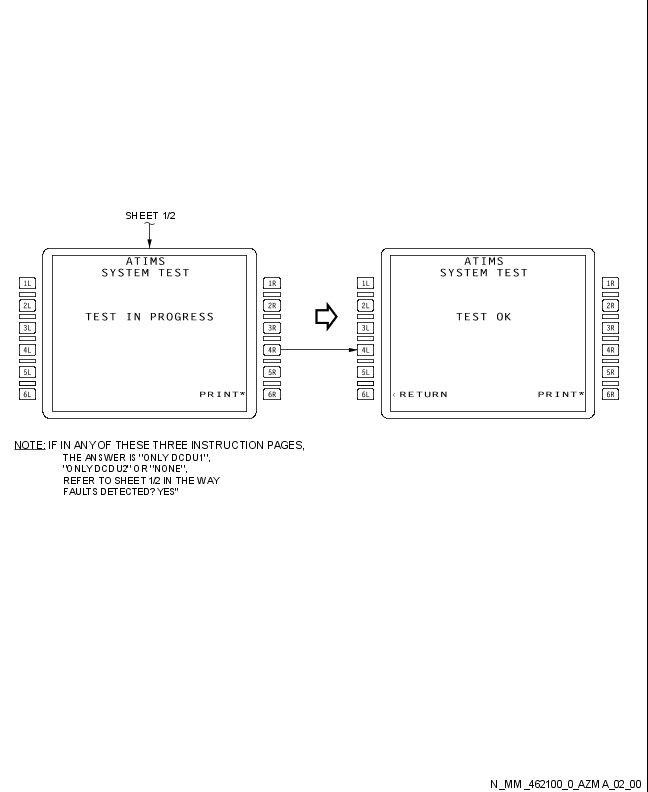 SHEET 1/2
ATIMS
SYSTEM TEST
TEST IN PROGRESS
PRINT*
1L
2L
3L
4L
5L
6L
1R
2R
3R
4R
5R
6R
ATIMS
SYSTEM TEST
TEST OK
‹RETURN PRINT*
1L
2L
3L
4L
5L
6L
1R
2R
3R
4R
5R
6R
NOTE: IF IN ANY OF THESE THREE INSTRUCTION PAGES,
THE ANSWER IS "ONLY DCDU1",
"ONLY DCDU2" OR "NONE",
REFER TO SHEET 1/2 IN THE WAY
FAULTS DETECTED? YES"
N_MM_462100_0_AZMA_02_00